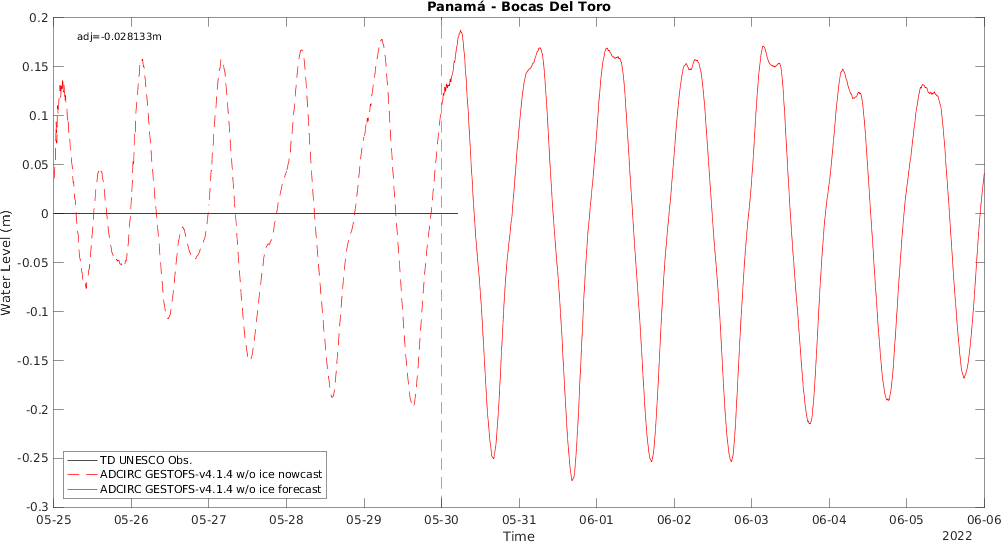 Panamá - Bocas Del Toro
adj=-0.028133m
0.2
0.15
0.1
0.05
0
-0.05
-0.1
-0.15
-0.2
-0.25
-0.3
Water Level (m)
TD UNESCO Obs.
ADCIRC GESTOFS-v4.1.4 w/o ice nowcast
ADCIRC GESTOFS-v4.1.4 w/o ice forecast
05-25 05-26 05-27 05-28 05-29 05-30 05-31 06-01 06-02 06-03 06-04 06-05 06-06
Time
2022